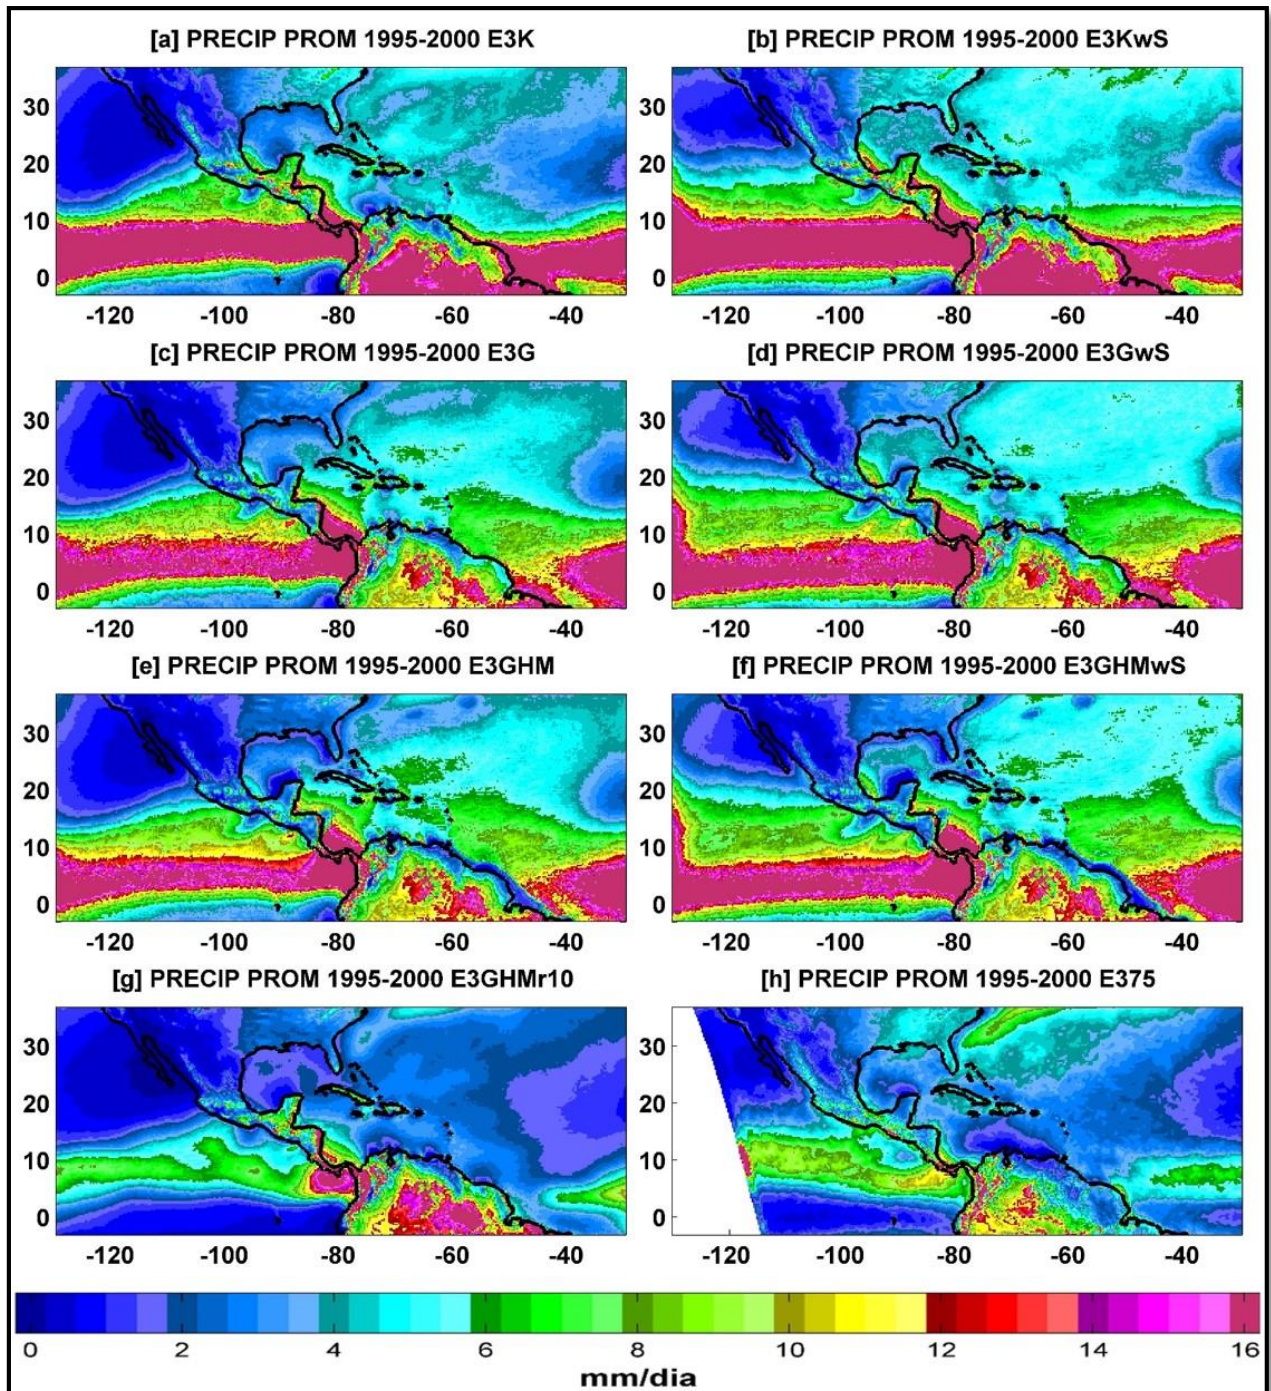 [a] PRECIP PROM 1995-2000 E3K [b] PRECIP PROM 1995-2000 E3KwS
30 30
20 20
10 10
0 0
-120 -100 -80 -60 -40 -120 -100 -80 -60 -40
[c] PRECIP PROM 1995-2000 E3G [d] PRECIP PROM 1995-2000 E3GwS
30 30
20 20
10 10
0 0
-120 -100 -80 -60 -40 -120 -100 -80 -60 -40
[e] PRECIP PROM 1995-2000 E3GHM [f] PRECIP PROM 1995-2000 E3GHMwS
30 30
20 20
10 10
0 0
-120 -100 -80 -60 -40 -120 -100 -80 -60 -40
[g] PRECIP PROM 1995-2000 E3GHMr10 [h] PRECIP PROM 1995-2000 E375
30 30
20 20
10 10
0 0
-120 -100 -80 -60 -40 -120 -100 -80 -60 -40
0 2 4 6 8 10 12 14 16
mm/dia